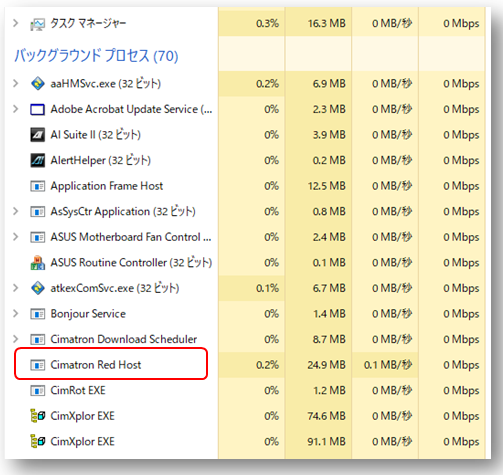 タスク マネージャー 0.3% 16.3 MB 0 MB/秒 0 Mbps
バックグラウンド プロセス (70)
aaHMSvc.exe (32 ビット) 0.2% 6.9 MB 0 MB/秒 0 Mbps
Adobe Acrobat Update Service (... 0% 2.3 MB 0 MB/秒 0 Mbps
AI Suite II (32 ビット) 0% 3.9 MB 0 MB/秒 0 Mbps
AlertHelper (32 ビット) 0% 0.2 MB 0 MB/秒 0 Mbps
Application Frame Host 0% 12.5 MB 0 MB/秒 0 Mbps
AsSysCtr Application (32 ビット) 0% 0.8 MB 0 MB/秒 0 Mbps
ASUS Motherboard Fan Control ... 0% 2.4 MB 0 MB/秒 0 Mbps
ASUS Routine Controller (32 ビット) 0% 0.1 MB 0 MB/秒 0 Mbps
atkexComSvc.exe (32 ビット) 0.1% 6.7 MB 0 MB/秒 0 Mbps
Bonjour Service 0% 1.4 MB 0 MB/秒 0 Mbps
Cimatron Download Scheduler 0% 8.7 MB 0 MB/秒 0 Mbps
Cimatron Red Host 0.2% 24.9 MB 0.1 MB/秒 0 Mbps
CimRot EXE 0% 1.2 MB 0 MB/秒 0 Mbps
CimXplor EXE 0% 74.6 MB 0 MB/秒 0 Mbps
CimXplor EXE 0% 91.1 MB 0 MB/秒 0 Mbps